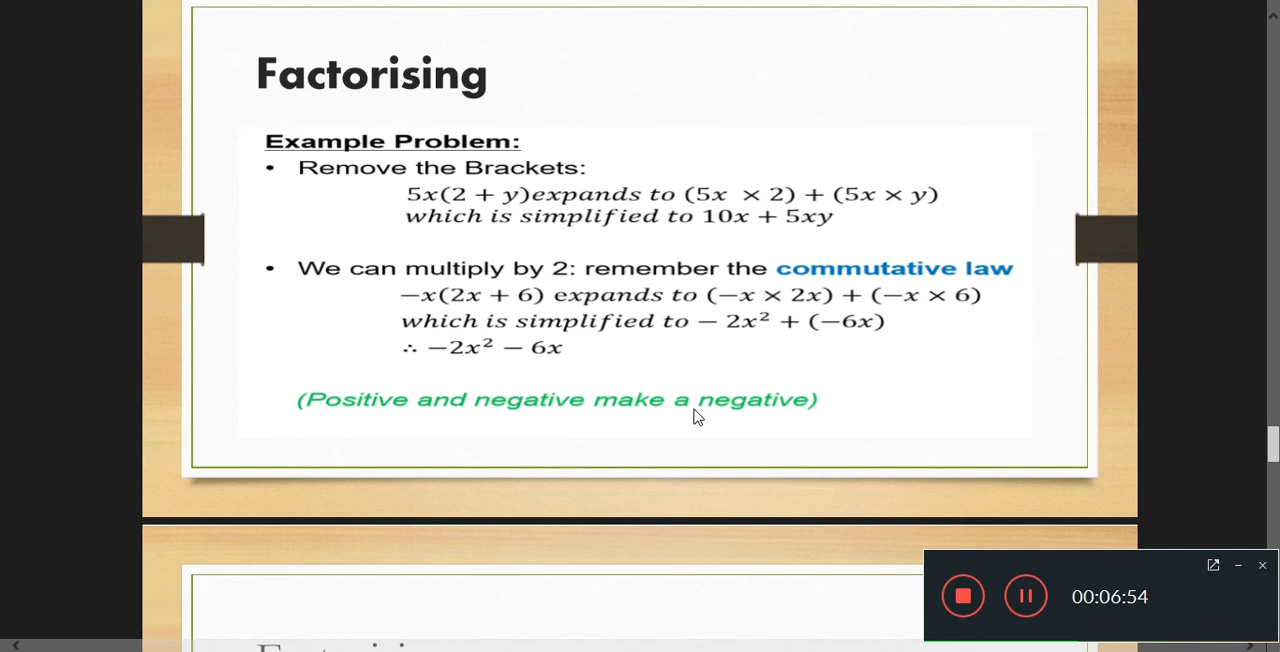 Factorising
Example Problem:
• Remove the Brackets:
5x(2 + y)expands to (5x × 2) + (5x × y)
which is simplified to 10x + 5xy
• We can multiply by 2: remember the commutative law
−x(2x + 6) expands to (−x × 2x) + (−x × 6)
which is simplified to − 2x² + (−6x)
∴ −2x² − 6x
(Positive and negative make a negative)
00:06:54